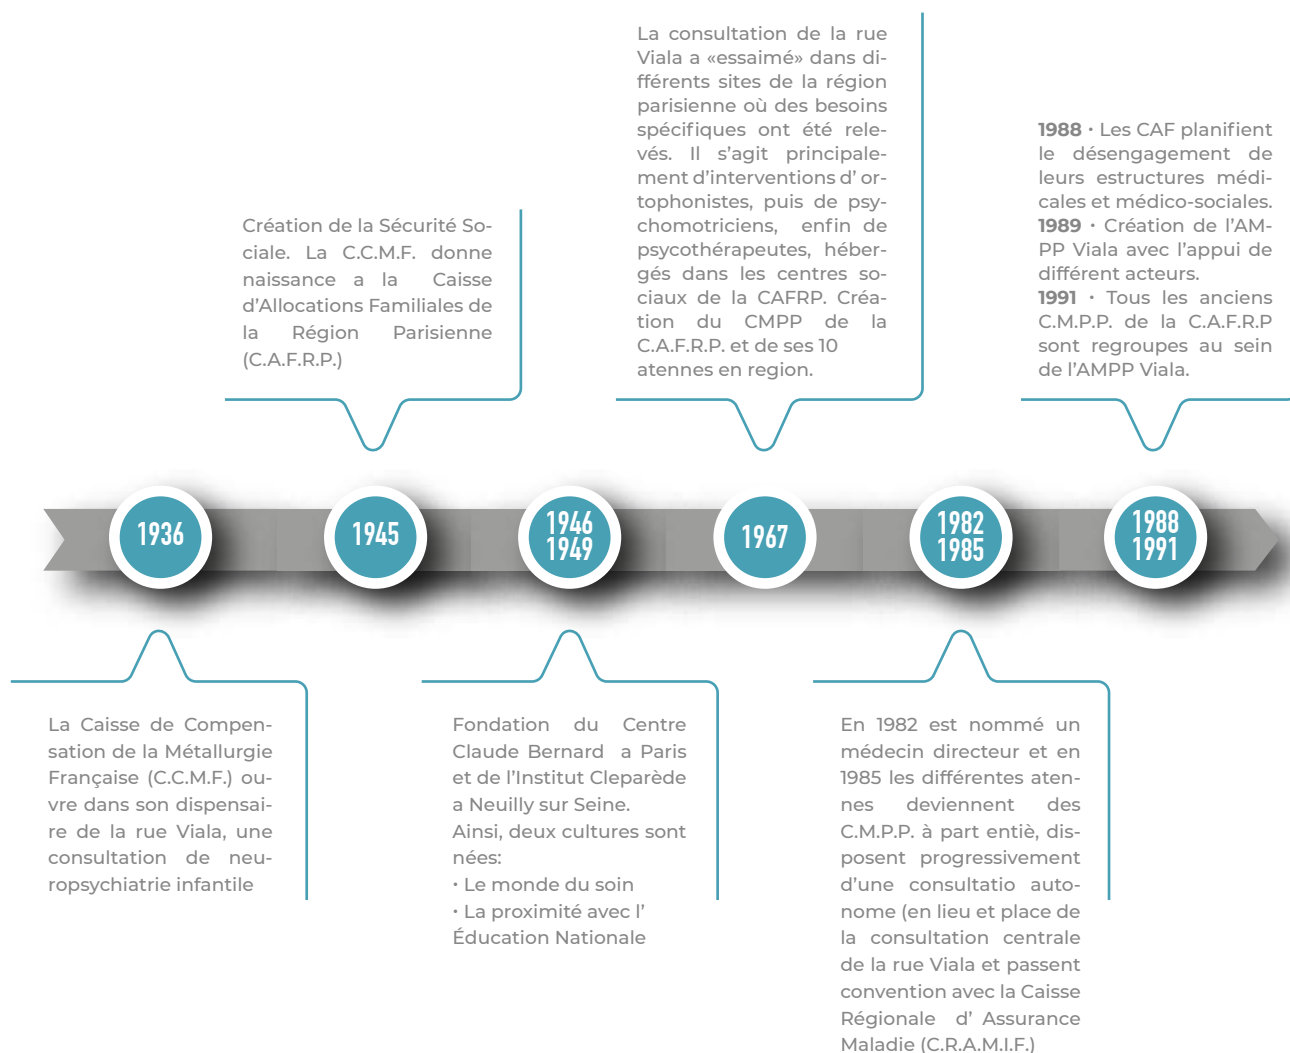 La consultation de la rue
Viala a «essaimé» dans di-
fférents sites de la région
parisienne où des besoins
spécifiques ont été rele-
vés. Il s’agit principale-
ment d’interventions d’ or-
tophonistes, puis de psy-
chomotriciens, enfin de
psycothérapeutes, héber-
gés dans les centres so-
ciaux de la CAFRP. Créa-
tion du CMPP de la
C.A.F.R.P. et de ses 10
atennes en region.
1988 · Les CAF planifient
le désengagement de
leurs estructures médi-
cales et médico-sociales.
1989 · Création de l’AM-
PP Viala avec l’appui de
différent acteurs.
1991 · Tous les anciens
C.M.P.P. de la C.A.F.R.P
sont regroupes au sein
de l’AMPP Viala.
Création de la Sécurité So-
ciale. La C.C.M.F. donne
naissance a la Caisse
d’Allocations Familiales de
la Région Parisienne
(C.A.F.R.P.)
1936
1945
1946
1949
1967
1982
1985
1988
1991
La Caisse de Compen-
sation de la Métallurgie
Française (C.C.M.F.) ou-
vre dans son dispensai-
re de la rue Viala, une
consultation de neu-
ropsychiatrie infantile
Fondation du Centre
Claude Bernard a Paris
et de l’Institut Cleparède
a Neuilly sur Seine.
Ainsi, deux cultures sont
nées:
· Le monde du soin
· La proximité avec l’
Éducation Nationale
En 1982 est nommé un
médecin directeur et en
1985 les différentes aten-
nes deviennent des
C.M.P.P. à part entiè, dis-
posent progressivement
d’une consultatio auto-
nome (en lieu et place de
la consultation centrale
de la rue Viala et passent
convention avec la Caisse
Régionale d’ Assurance
Maladie (C.R.A.M.I.F.)